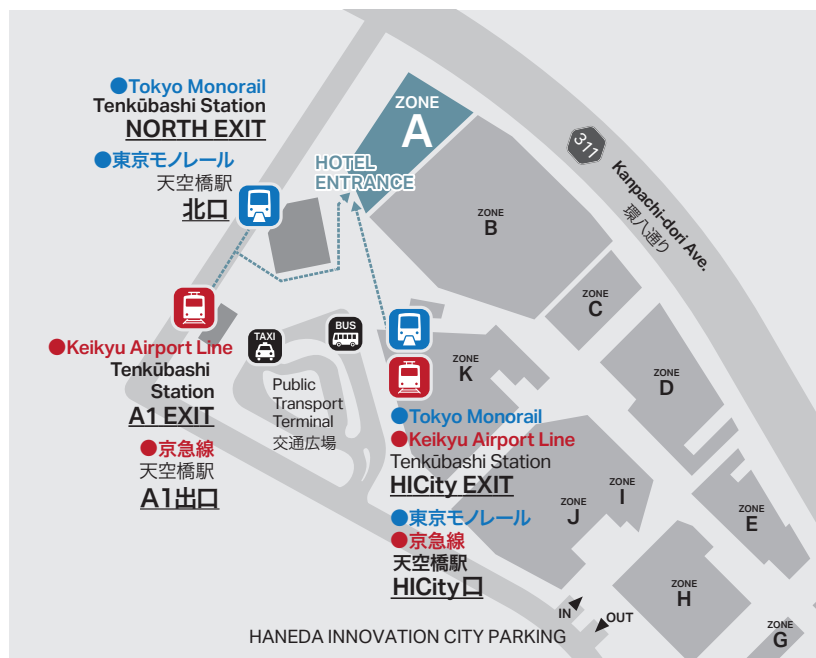 ●Tokyo Monorail
Tenkūbashi Station
NORTH EXIT
●東京モノレール
天空橋駅
北口
HOTEL
ENTRANCE
ZONE
A
ZONE
B
311
Kanpachi-dori Ave.
環八通り
ZONE
C
ZONE
D
ZONE
K
●Keikyu Airport Line
Tenkūbashi
Station
A1 EXIT
●京急線
天空橋駅
A1出口
TAXI
BUS
Public
Transport
Terminal
交通広場
●Tokyo Monorail
●Keikyu Airport Line
Tenkūbashi Station
HICity EXIT
●東京モノレール
●京急線
天空橋駅
HICity口
ZONE
I
ZONE
J
ZONE
E
ZONE
H
ZONE
G
IN
OUT
HANEDA INNOVATION CITY PARKING